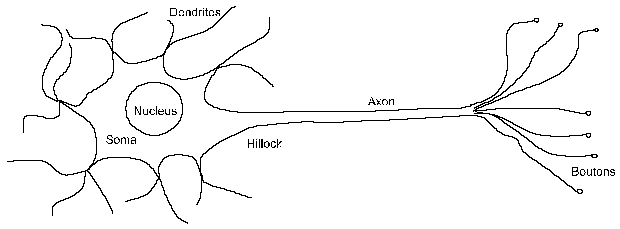 Dendrites
Nucleus
Axon
Soma
Hillock
Boutons